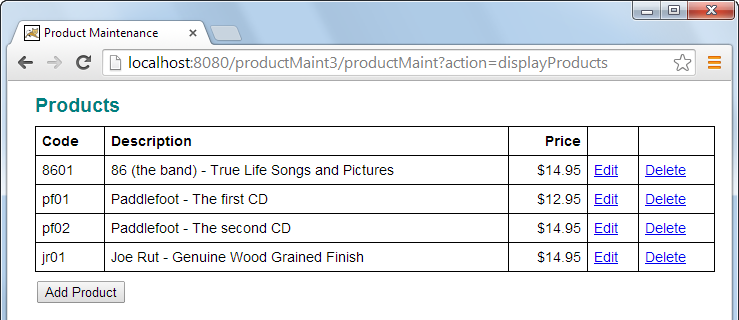 Product Maintenance
localhost:8080/productMaint3/productMaint?action=displayProducts
Products
Code Description Price
8601 86 (the band) - True Life Songs and Pictures $14.95 Edit Delete
pf01 Paddlefoot - The first CD $12.95 Edit Delete
pf02 Paddlefoot - The second CD $14.95 Edit Delete
jr01 Joe Rut - Genuine Wood Grained Finish $14.95 Edit Delete
Add Product